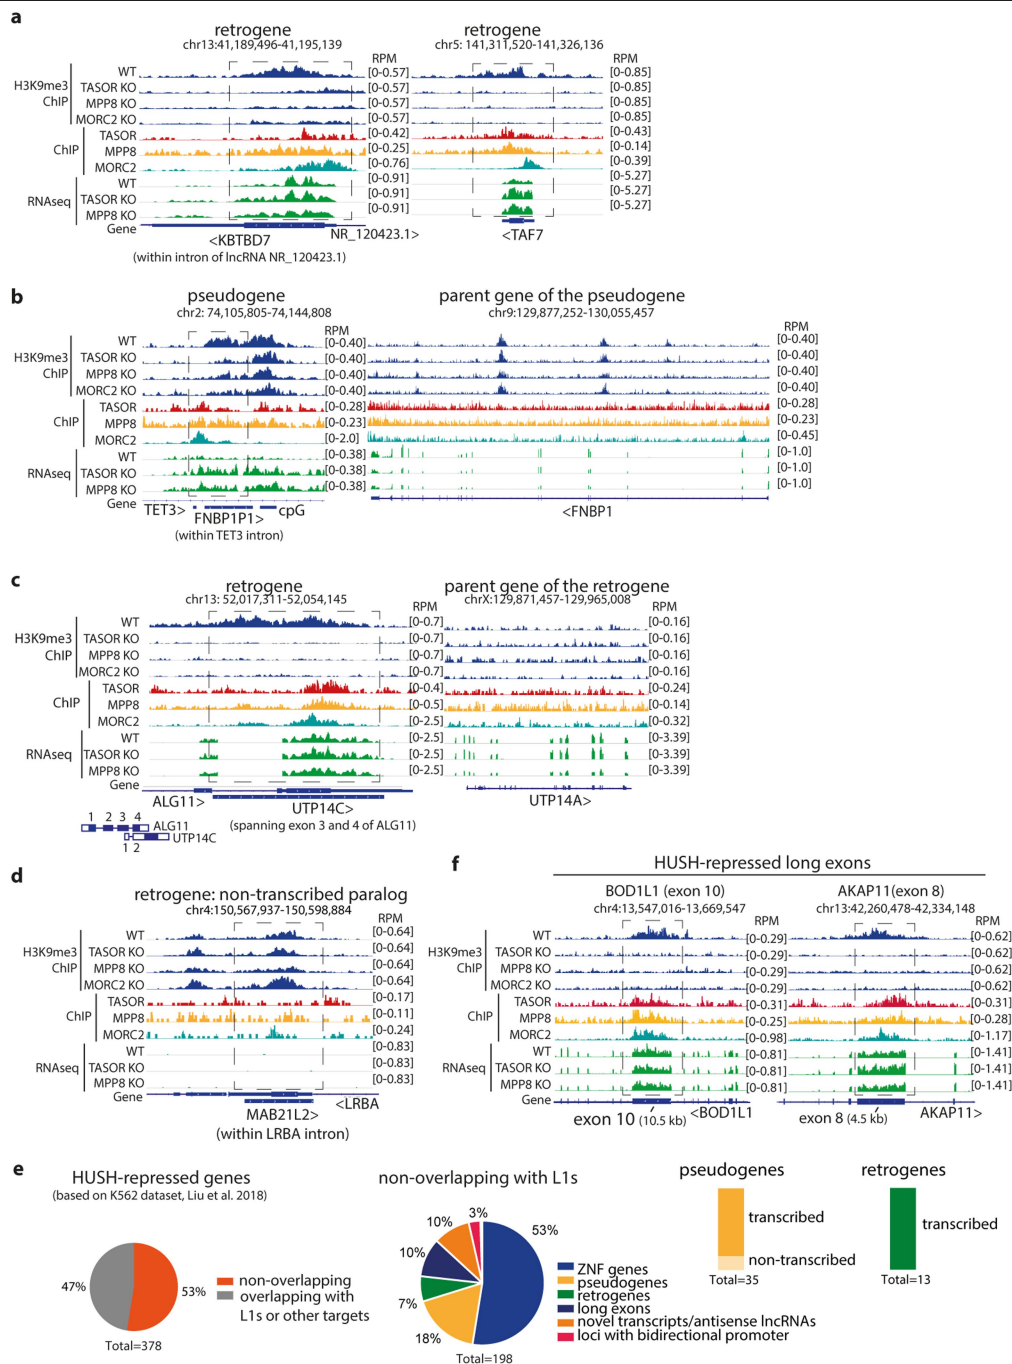 a
retrogene
chr13:41,189,496-41,195,139
retrogene
chr5: 141,311,520-141,326,136
RPM
RPM
H3K9me3
ChIP
WT
[0-0.57]
[0-0.85]
TASOR KO
[0-0.57]
[0-0.85]
MPP8 KO
[0-0.57]
[0-0.85]
MORC2 KO
[0-0.57]
[0-0.85]
ChIP
TASOR
[0-0.42]
[0-0.43]
MPP8
[0-0.25]
[0-0.14]
MORC2
[0-0.76]
[0-0.39]
RNAseq
WT
[0-0.91]
[0-5.27]
TASOR KO
[0-0.91]
[0-5.27]
MPP8 KO
[0-0.91]
[0-5.27]
Gene
<KBTBD7
NR_120423.1>
<TAF7
(within intron of lncRNA NR_120423.1)
b
pseudogene
chr2: 74,105,805-74,144,808
parent gene of the pseudogene
chr9:129,877,252-130,055,457
RPM
RPM
H3K9me3
ChIP
WT
[0-0.40]
[0-0.40]
TASOR KO
[0-0.40]
[0-0.40]
MPP8 KO
[0-0.40]
[0-0.40]
MORC2 KO
[0-0.40]
[0-0.40]
ChIP
TASOR
[0-0.28]
[0-0.28]
MPP8
[0-0.23]
[0-0.23]
MORC2
[0-2.0]
[0-0.45]
RNAseq
WT
[0-0.38]
[0-1.0]
TASOR KO
[0-0.38]
[0-1.0]
MPP8 KO
[0-0.38]
[0-1.0]
Gene
TET3>
FNBP1P1>
cpG
<FNBP1
(within TET3 intron)
c
retrogene
chr13: 52,017,311-52,054,145
parent gene of the retrogene
chrX:129,871,457-129,965,008
RPM
RPM
H3K9me3
ChIP
WT
[0-0.7]
[0-0.16]
TASOR KO
[0-0.7]
[0-0.16]
MPP8 KO
[0-0.7]
[0-0.16]
MORC2 KO
[0-0.7]
[0-0.16]
ChIP
TASOR
[0-0.4]
[0-0.24]
MPP8
[0-0.5]
[0-0.14]
MORC2
[0-2.5]
[0-0.32]
RNAseq
WT
[0-2.5]
[0-3.39]
TASOR KO
[0-2.5]
[0-3.39]
MPP8 KO
[0-2.5]
[0-3.39]
Gene
ALG11>
UTP14C>
UTP14A>
(spanning exon 3 and 4 of ALG11)
1 2 3 4
ALG11
UTP14C
1 2
d
retrogene: non-transcribed paralog
chr4:150,567,937-150,598,884
RPM
H3K9me3
ChIP
WT
[0-0.64]
TASOR KO
[0-0.64]
MPP8 KO
[0-0.64]
MORC2 KO
[0-0.64]
ChIP
TASOR
[0-0.17]
MPP8
[0-0.11]
MORC2
[0-0.24]
RNAseq
WT
[0-0.83]
TASOR KO
[0-0.83]
MPP8 KO
[0-0.83]
Gene
MAB21L2>
<LRBA
(within LRBA intron)
f
HUSH-repressed long exons
BOD1L1 (exon 10)
chr4:13,547,016-13,669,547
AKAP11(exon 8)
chr13:42,260,478-42,334,148
RPM
RPM
H3K9me3
ChIP
WT
[0-0.29]
[0-0.62]
TASOR KO
[0-0.29]
[0-0.62]
MPP8 KO
[0-0.29]
[0-0.62]
MORC2 KO
[0-0.29]
[0-0.62]
ChIP
TASOR
[0-0.31]
[0-0.31]
MPP8
[0-0.25]
[0-0.28]
MORC2
[0-0.98]
[0-1.17]
RNAseq
WT
[0-0.81]
[0-1.41]
TASOR KO
[0-0.81]
[0-1.41]
MPP8 KO
[0-0.81]
[0-1.41]
Gene
exon 10 (10.5 kb)
<BOD1L1
exon 8 (4.5 kb)
AKAP11>
e
HUSH-repressed genes
(based on K562 dataset, Liu et al. 2018)
47%
53%
Total=378
non-overlapping
overlapping with
L1s or other targets
non-overlapping with L1s
3%
10%
10%
7%
18%
53%
Total=198
ZNF genes
pseudogenes
retrogenes
long exons
novel transcripts/antisense lncRNAs
loci with bidirectional promoter
pseudogenes
transcribed
non-transcribed
Total=35
retrogenes
transcribed
Total=13